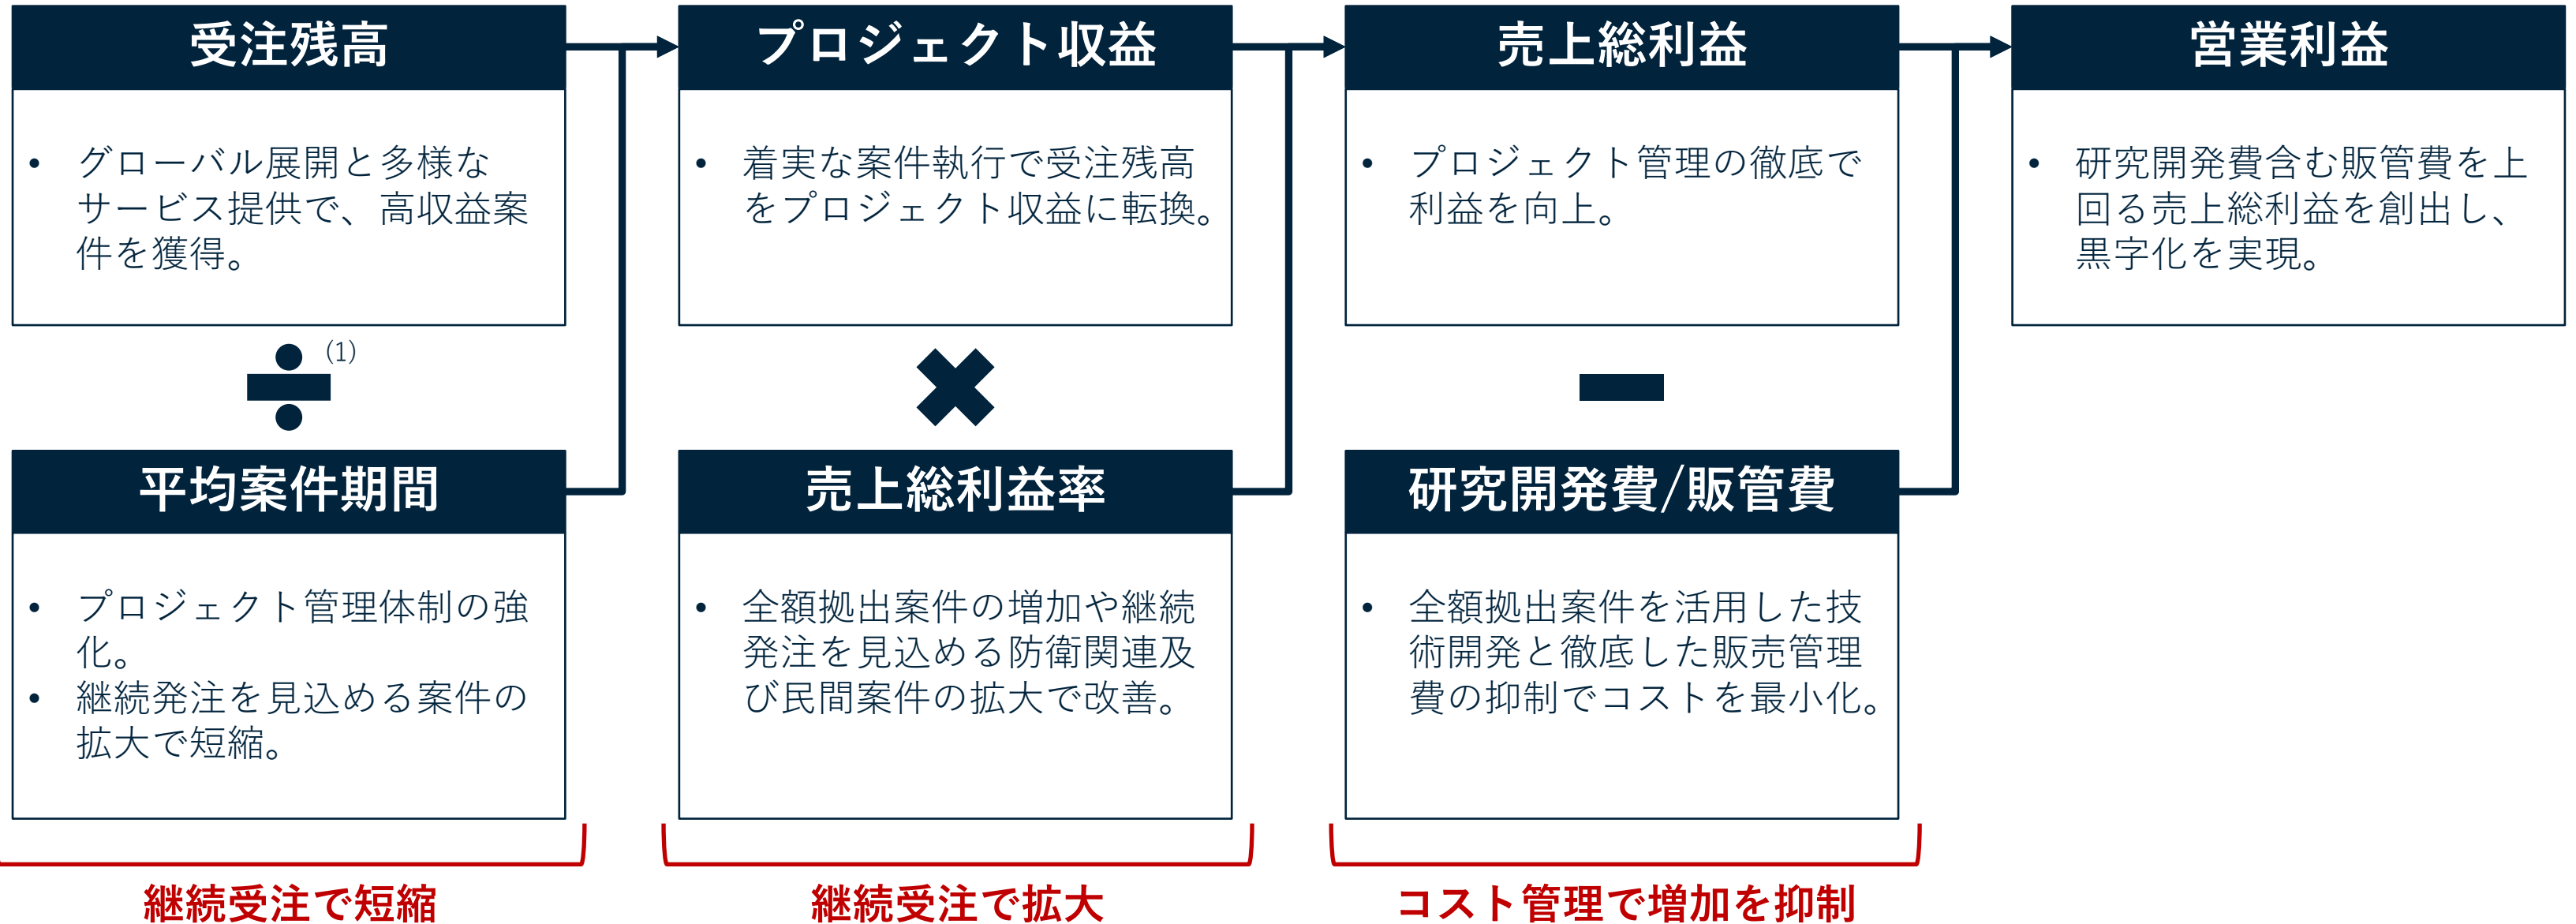 受注残高
• グローバル展開と多様な
サービス提供で、高収益案
件を獲得。
(1)
平均案件期間
• プロジェクト管理体制の強
化。
• 継続発注を見込める案件の
拡大で短縮。
継続受注で短縮
プロジェクト収益
• 着実な案件執行で受注残高
をプロジェクト収益に転換。
売上総利益率
• 全額拠出案件の増加や継続
発注を見込める防衛関連及
び民間案件の拡大で改善。
継続受注で拡大
売上総利益
• プロジェクト管理の徹底で
利益を向上。
研究開発費/販管費
• 全額拠出案件を活用した技
術開発と徹底した販売管理
費の抑制でコストを最小化。
コスト管理で増加を抑制
営業利益
• 研究開発費含む販管費を上
回る売上総利益を創出し、
黒字化を実現。